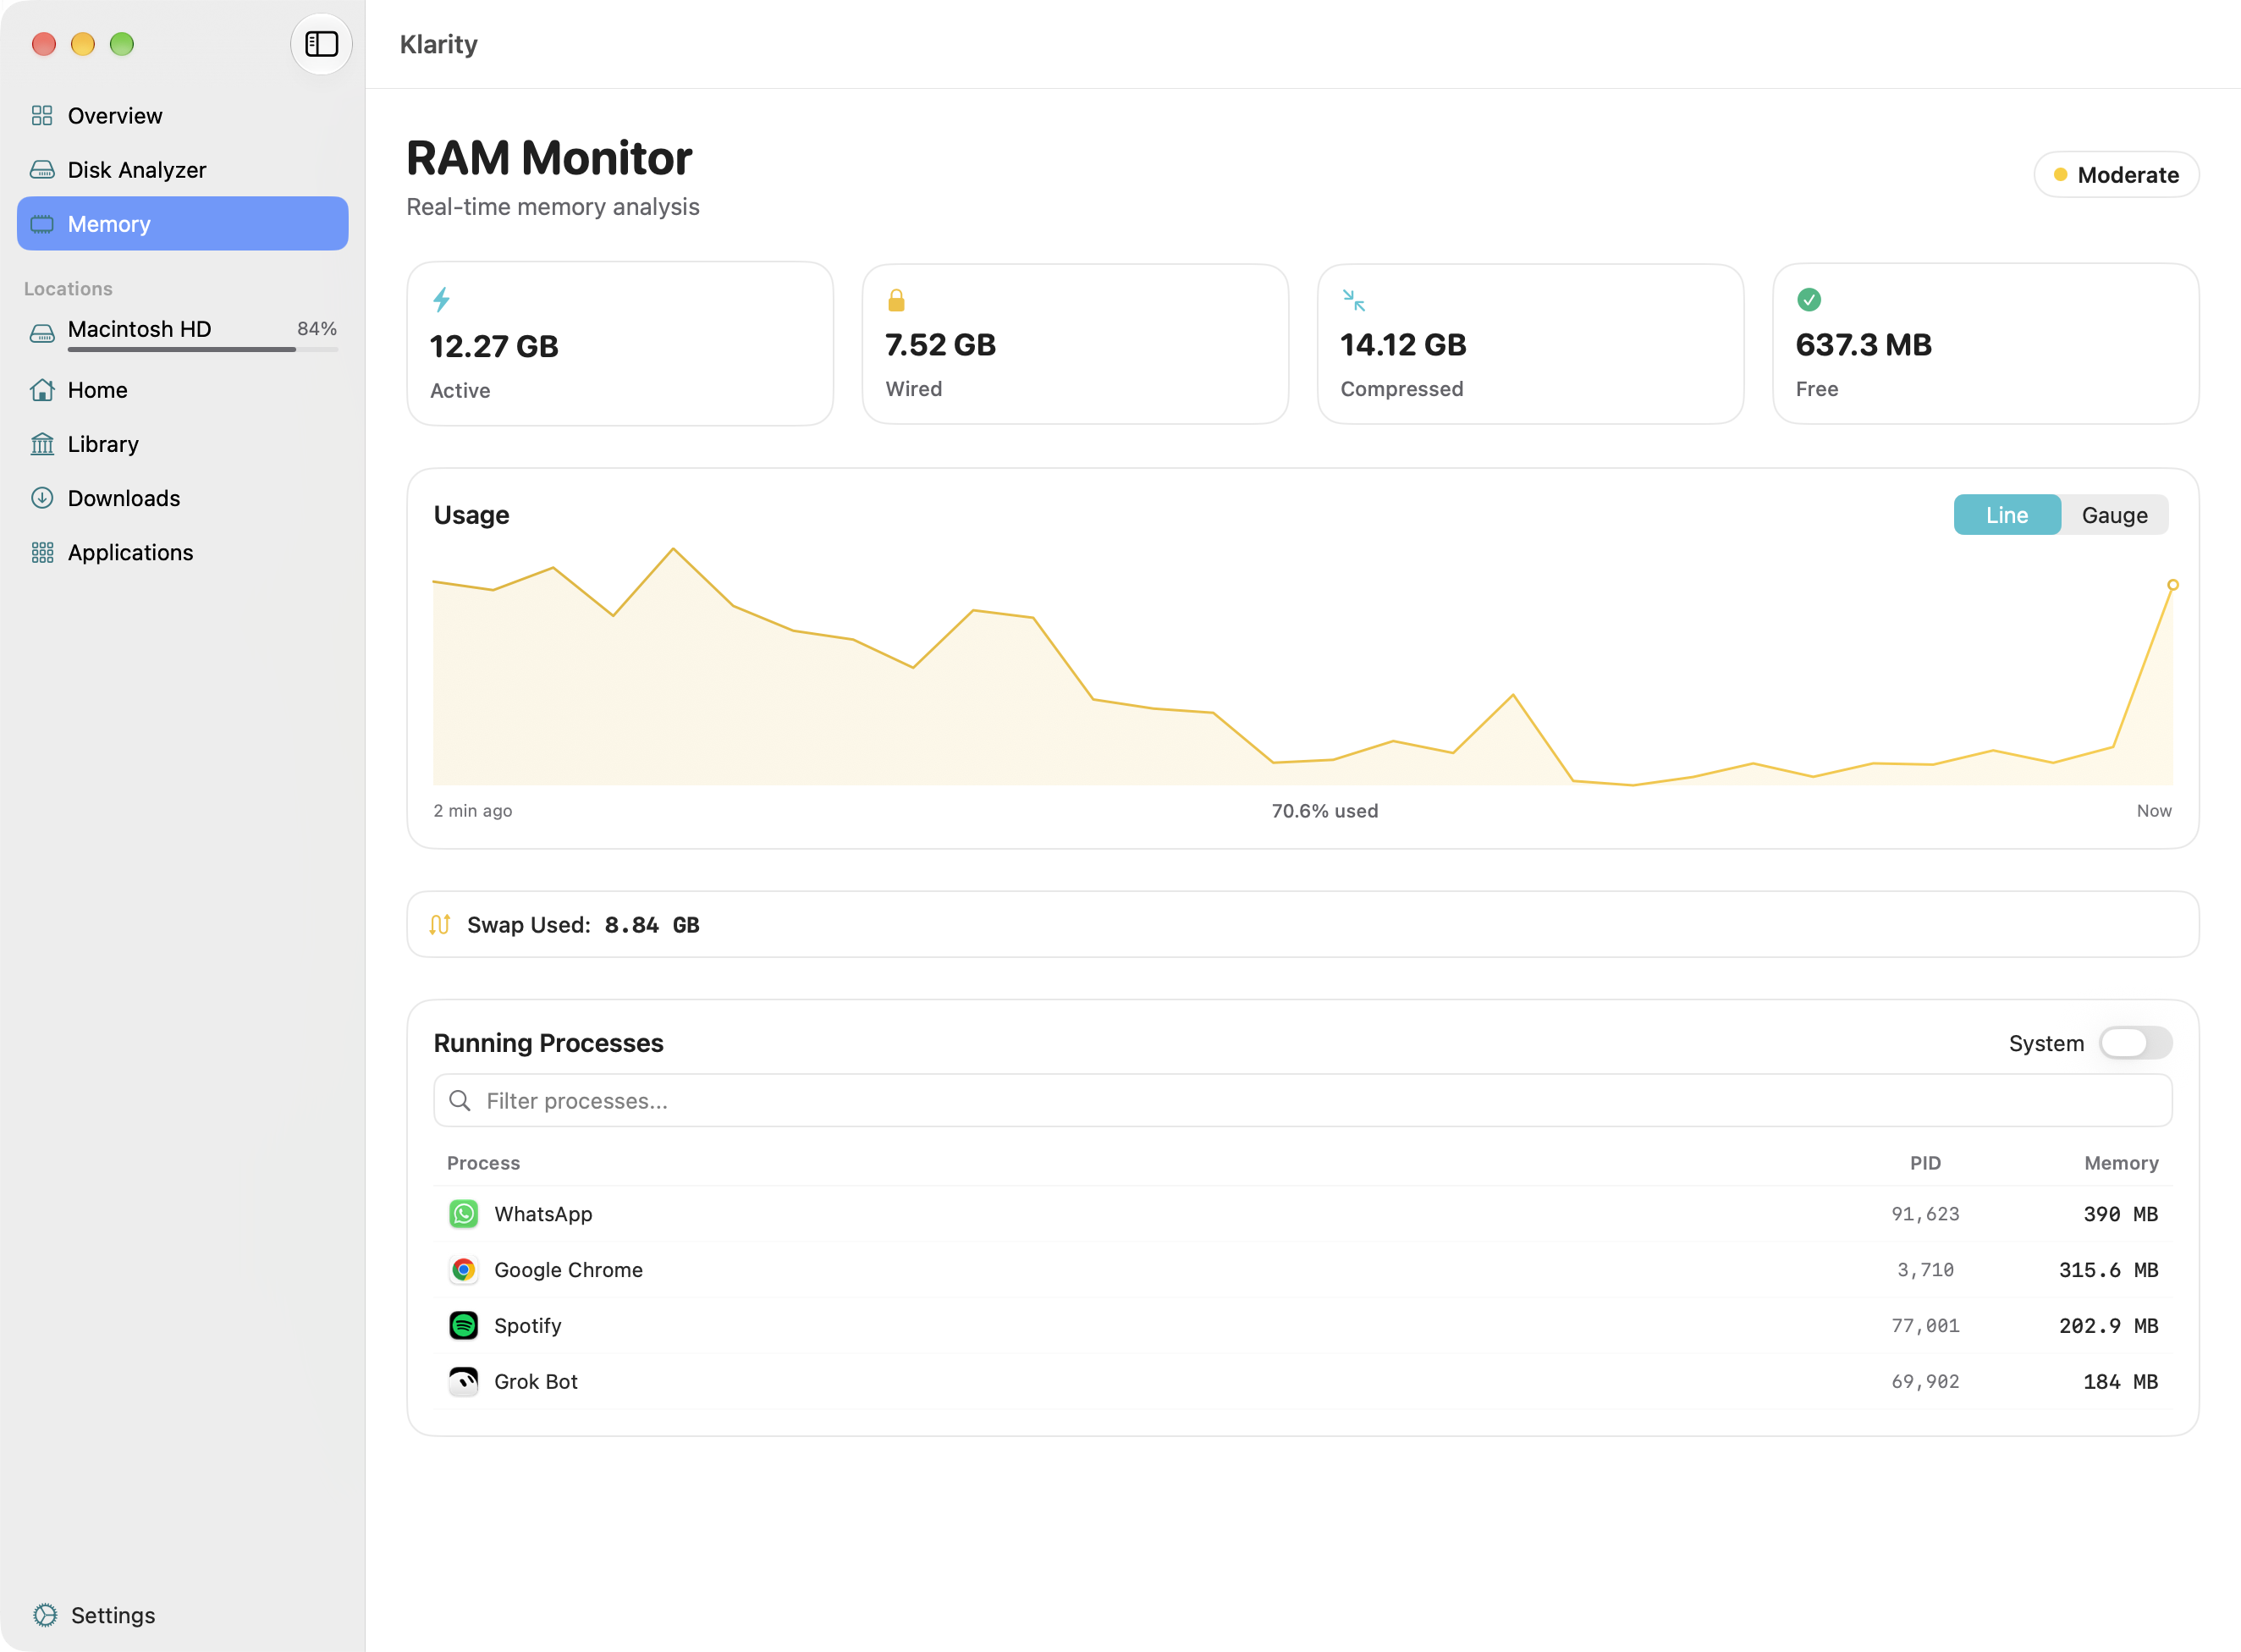 Klarity
Overview
Disk Analyzer
Memory
Locations
Macintosh HD 84%
Home
Library
Downloads
Applications
Settings
RAM Monitor
Real-time memory analysis
Moderate
12.27 GB
Active
7.52 GB
Wired
14.12 GB
Compressed
637.3 MB
Free
Usage
Line Gauge
2 min ago 70.6% used Now
Swap Used: 8.84 GB
Running Processes
System
Filter processes...
Process PID Memory
WhatsApp 91,623 390 MB
Google Chrome 3,710 315.6 MB
Spotify 77,001 202.9 MB
Grok Bot 69,902 184 MB